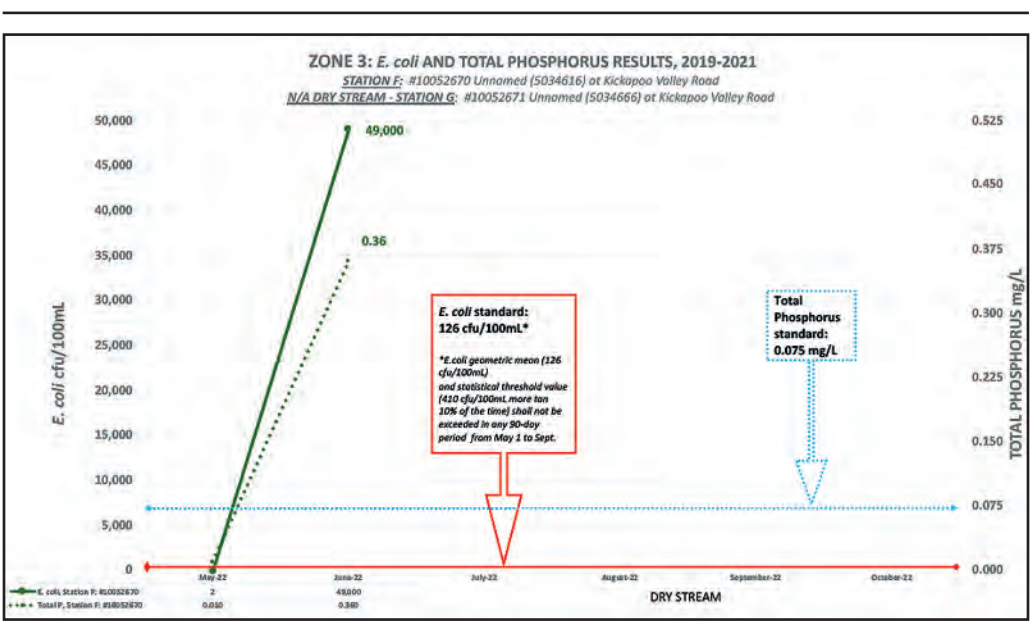 ZONE 3: E. coli AND TOTAL PHOSPHORUS RESULTS, 2019-2021
STATION F: #10052670 Unnamed (5034616) at Kickapoo Valley Road
N/A DRY STREAM - STATION G: #10052671 Unnamed (5034666) at Kickapoo Valley Road
50,000
45,000
40,000
35,000
30,000
25,000
20,000
15,000
10,000
5,000
0
E. coli cfu/100mL
49,000
0.36
E. coli standard:
126 cfu/100mL*
*E.coli geometric mean (126
cfu/100mL)
and statistical threshold value
(410 cfu/100mL more tan
10% of the time) shall not be
exceeded in any 90-day
period from May 1 to Sept.
Total
Phosphorus
standard:
0.075 mg/L
0.525
0.450
0.375
0.300
0.225
0.150
0.075
0.000
TOTAL PHOSPHORUS mg/L
May-22 June-22 July-22 August-22 September-22 October-22
E. coli, Station F: #10052670 2 49,000
Total P, Station F: #10052670 0.010 0.360
DRY STREAM